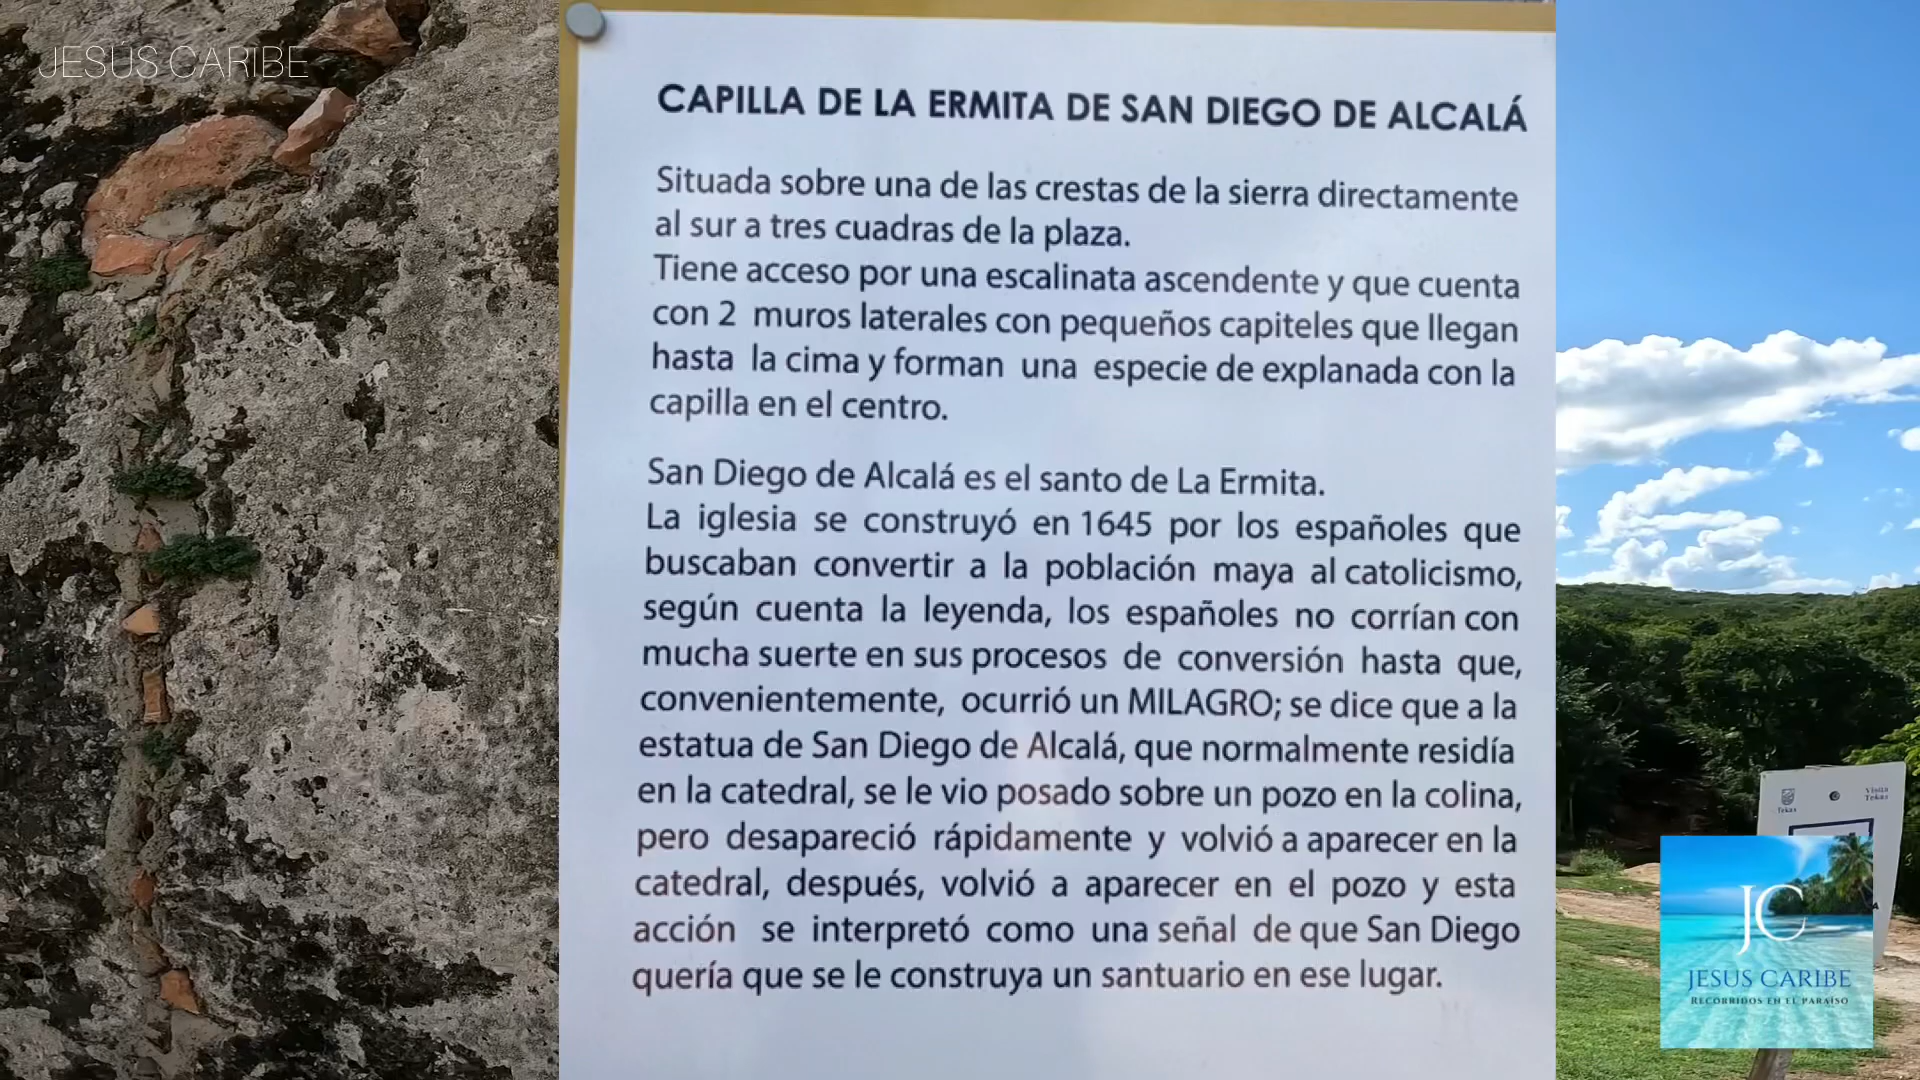 JESÚS CARIBE
CAPILLA DE LA ERMITA DE SAN DIEGO DE ALCALÁ
Situada sobre una de las crestas de la sierra directamente
al sur a tres cuadras de la plaza.
Tiene acceso por una escalinata ascendente y que cuenta
con 2 muros laterales con pequeños capiteles que llegan
hasta la cima y forman una especie de explanada con la
capilla en el centro.
San Diego de Alcalá es el santo de La Ermita.
La iglesia se construyó en 1645 por los españoles que
buscaban convertir a la población maya al catolicismo,
según cuenta la leyenda, los españoles no corrían con
mucha suerte en sus procesos de conversión hasta que,
convenientemente, ocurrió un MILAGRO; se dice que a la
estatua de San Diego de Alcalá, que normalmente residía
en la catedral, se le vio posado sobre un pozo en la colina,
pero desapareció rápidamente y volvió a aparecer en la
catedral, después, volvió a aparecer en el pozo y esta
acción se interpretó como una señal de que San Diego
quería que se le construya un santuario en ese lugar.
Tekax
Visita
Tekax
JC
JESUS CARIBE
RECORRIDOS EN EL PARAISO